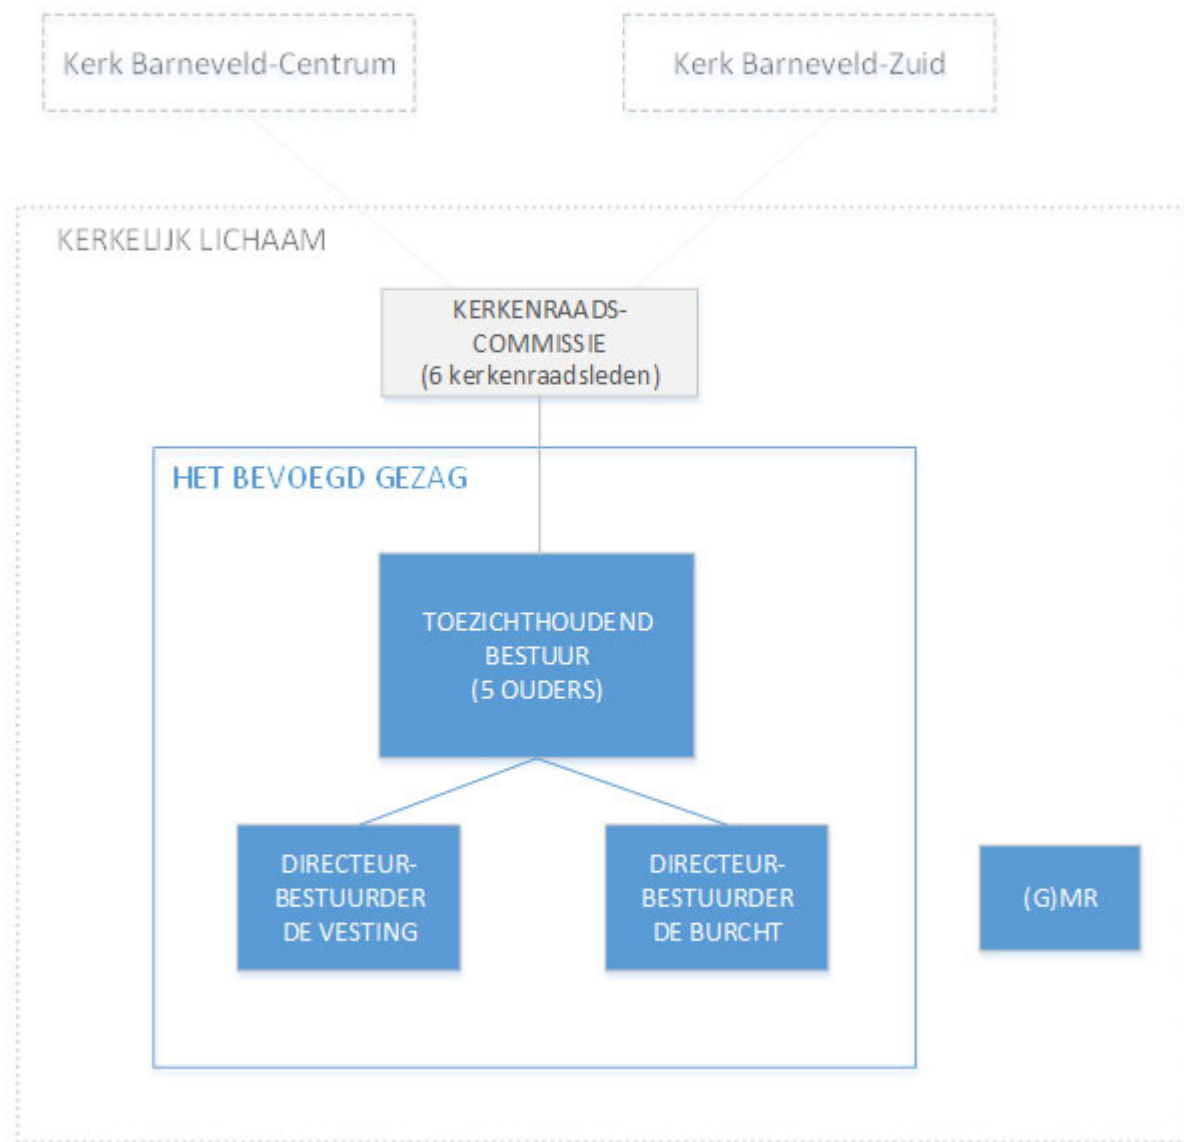 Kerk Barneveld-Centrum
Kerk Barneveld-Zuid
KERKELIJK LICHAAM
KERKENRAADS-
COMMISSIE
(6 kerkenraadsleden)
HET BEVOEGD GEZAG
TOEZICHTHOUDEND
BESTUUR
(5 OUDERS)
DIRECTEUR-
BESTUURDER
DE VESTING
DIRECTEUR-
BESTUURDER
DE BURCHT
(G)MR